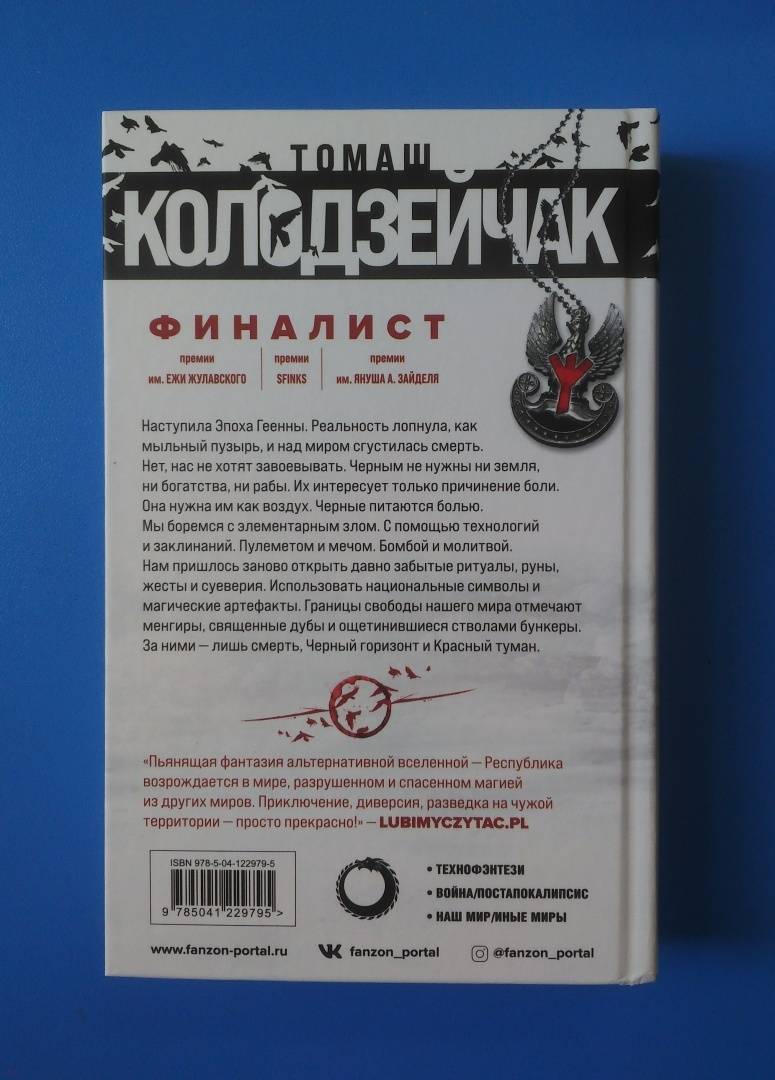 ТОМАШ
КОЛОДЗЕЙЧАК
ФИНАЛИСТ
премии
им. ЕЖИ ЖУЛАВСКОГО
премии
SFINKS
премии
им. ЯНУША А. ЗАЙДЕЛЯ
Наступила Эпоха Геенны. Реальность лопнула, как
мыльный пузырь, и над миром сгустилась смерть.
Нет, нас не хотят завоевывать. Черным не нужны ни земля,
ни богатства, ни рабы. Их интересует только причинение боли.
Она нужна им как воздух. Черные питаются болью.
Мы боремся с элементарным злом. С помощью технологий
и заклинаний. Пулеметом и мечом. Бомбой и молитвой.
Нам пришлось заново открыть давно забытые ритуалы, руны,
жесты и суеверия. Использовать национальные символы и
магические артефакты. Границы свободы нашего мира отмечают
менгиры, священные дубы и ощетинившиеся стволами бункеры.
За ними – лишь смерть, Черный горизонт и Красный туман.
«Пьянящая фантазия альтернативной вселенной – Республика
возрождается в мире, разрушенном и спасенном магией
из других миров. Приключение, диверсия, разведка на чужой
территории – просто прекрасно!» – LUBIMYCZYTAC.PL
ISBN 978-5-04-122979-5
9 785041 229795 >
• ТЕХНОФЭНТЕЗИ
• ВОЙНА/ПОСТАПОКАЛИПСИС
• НАШ МИР/ИНЫЕ МИРЫ
www.fanzon-portal.ru
fanzon_portal
@fanzon_portal